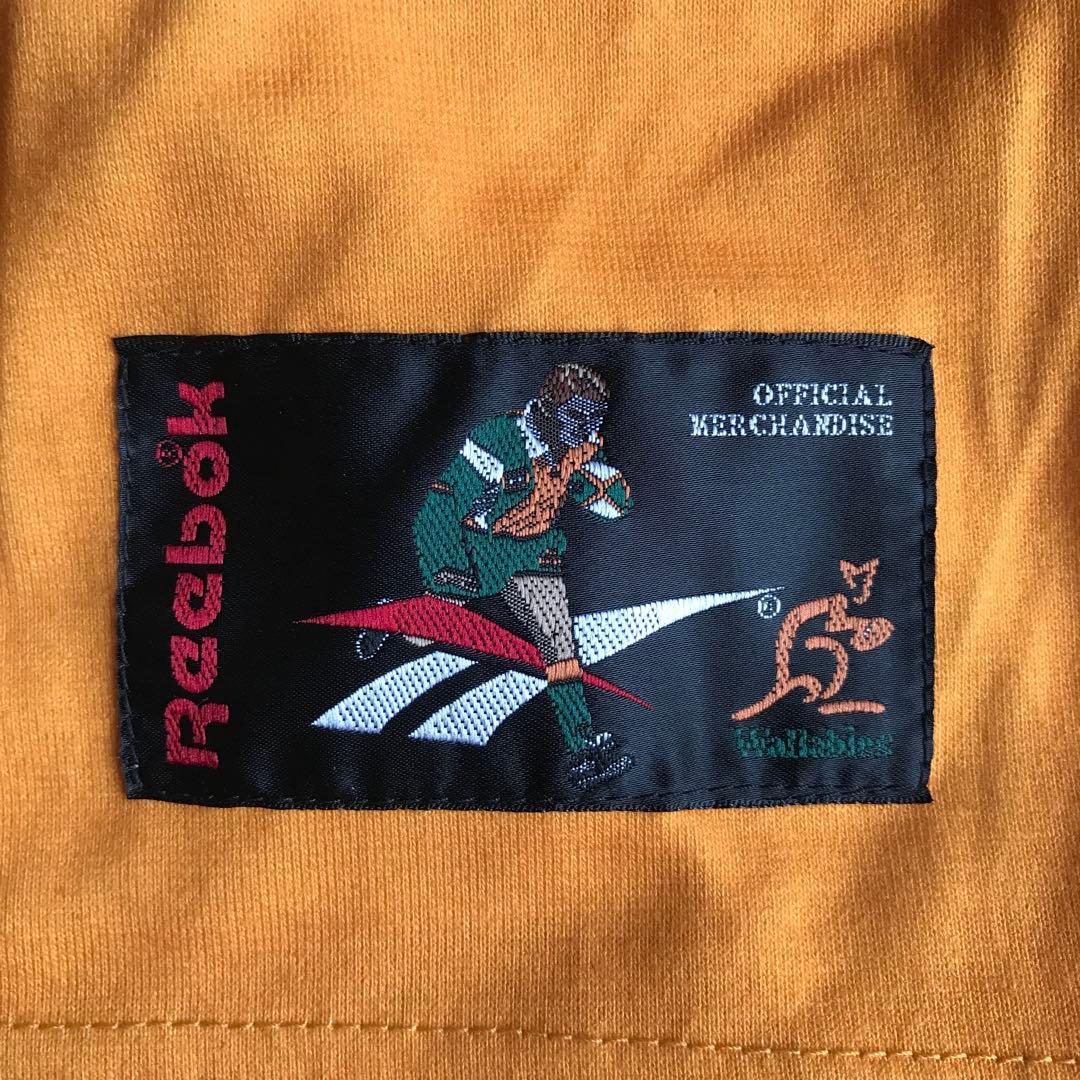 Reebok®
OFFICIAL
MERCHANDISE
®
Wallabies